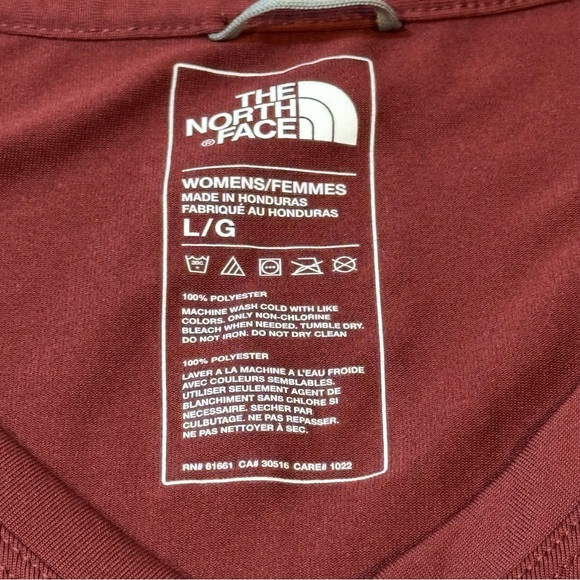 THE
NORTH
FACE
®
WOMENS/FEMMES
MADE IN HONDURAS
FABRIQUÉ AU HONDURAS
L/G
100% POLYESTER
MACHINE WASH COLD WITH LIKE
COLORS. ONLY NON-CHLORINE
BLEACH WHEN NEEDED. TUMBLE DRY.
DO NOT IRON. DO NOT DRY CLEAN
100% POLYESTER
LAVER A LA MACHINE A L'EAU FROIDE
AVEC COULEURS SEMBLABLES.
UTILISER SEULEMENT AGENT DE
BLANCHIMENT SANS CHLORE SI
NECESSAIRE. SECHER PAR
CULBUTAGE. NE PAS REPASSER.
NE PAS NETTOYER À SEC.
RN# 61661 CA# 30516 CARE# 1022